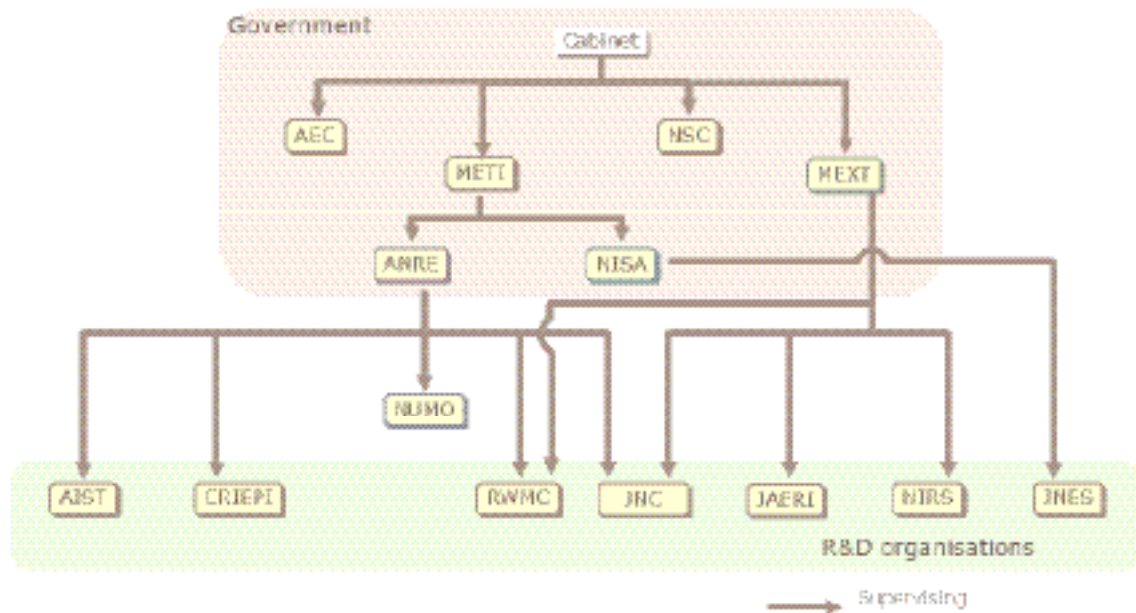 Government
Cabinet
AEC
NSC
METI
MEXT
ANRE
NISA
NUMO
AIST
CRIEPI
RWMC
JNC
JAERI
NIRS
JNES
R&D organisations
Supervising